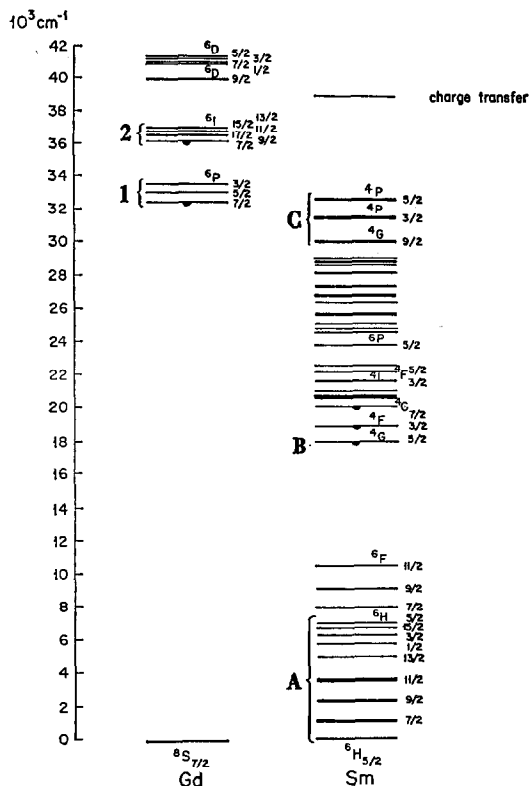 10³cm⁻¹
42
40
38
36
34
32
30
28
26
24
22
20
18
16
14
12
10
8
6
4
2
0
⁶D 5/2 3/2
7/2 1/2
⁶D 9/2
2 { ⁶I 15/2 13/2
17/2 11/2
7/2 9/2
1 { ⁶P 3/2
5/2
7/2
⁸S₇/₂
Gd
charge transfer
C { ⁴P 5/2
⁴P 3/2
⁴G 9/2
⁶P 5/2
⁴F 5/2
⁴I 3/2
⁴G 7/2
⁴F 3/2
B ⁴G 5/2
⁶F 11/2
9/2
7/2
⁶H 5/2
15/2
3/2
1/2
13/2
A { 11/2
9/2
7/2
⁶H₅/₂
Sm